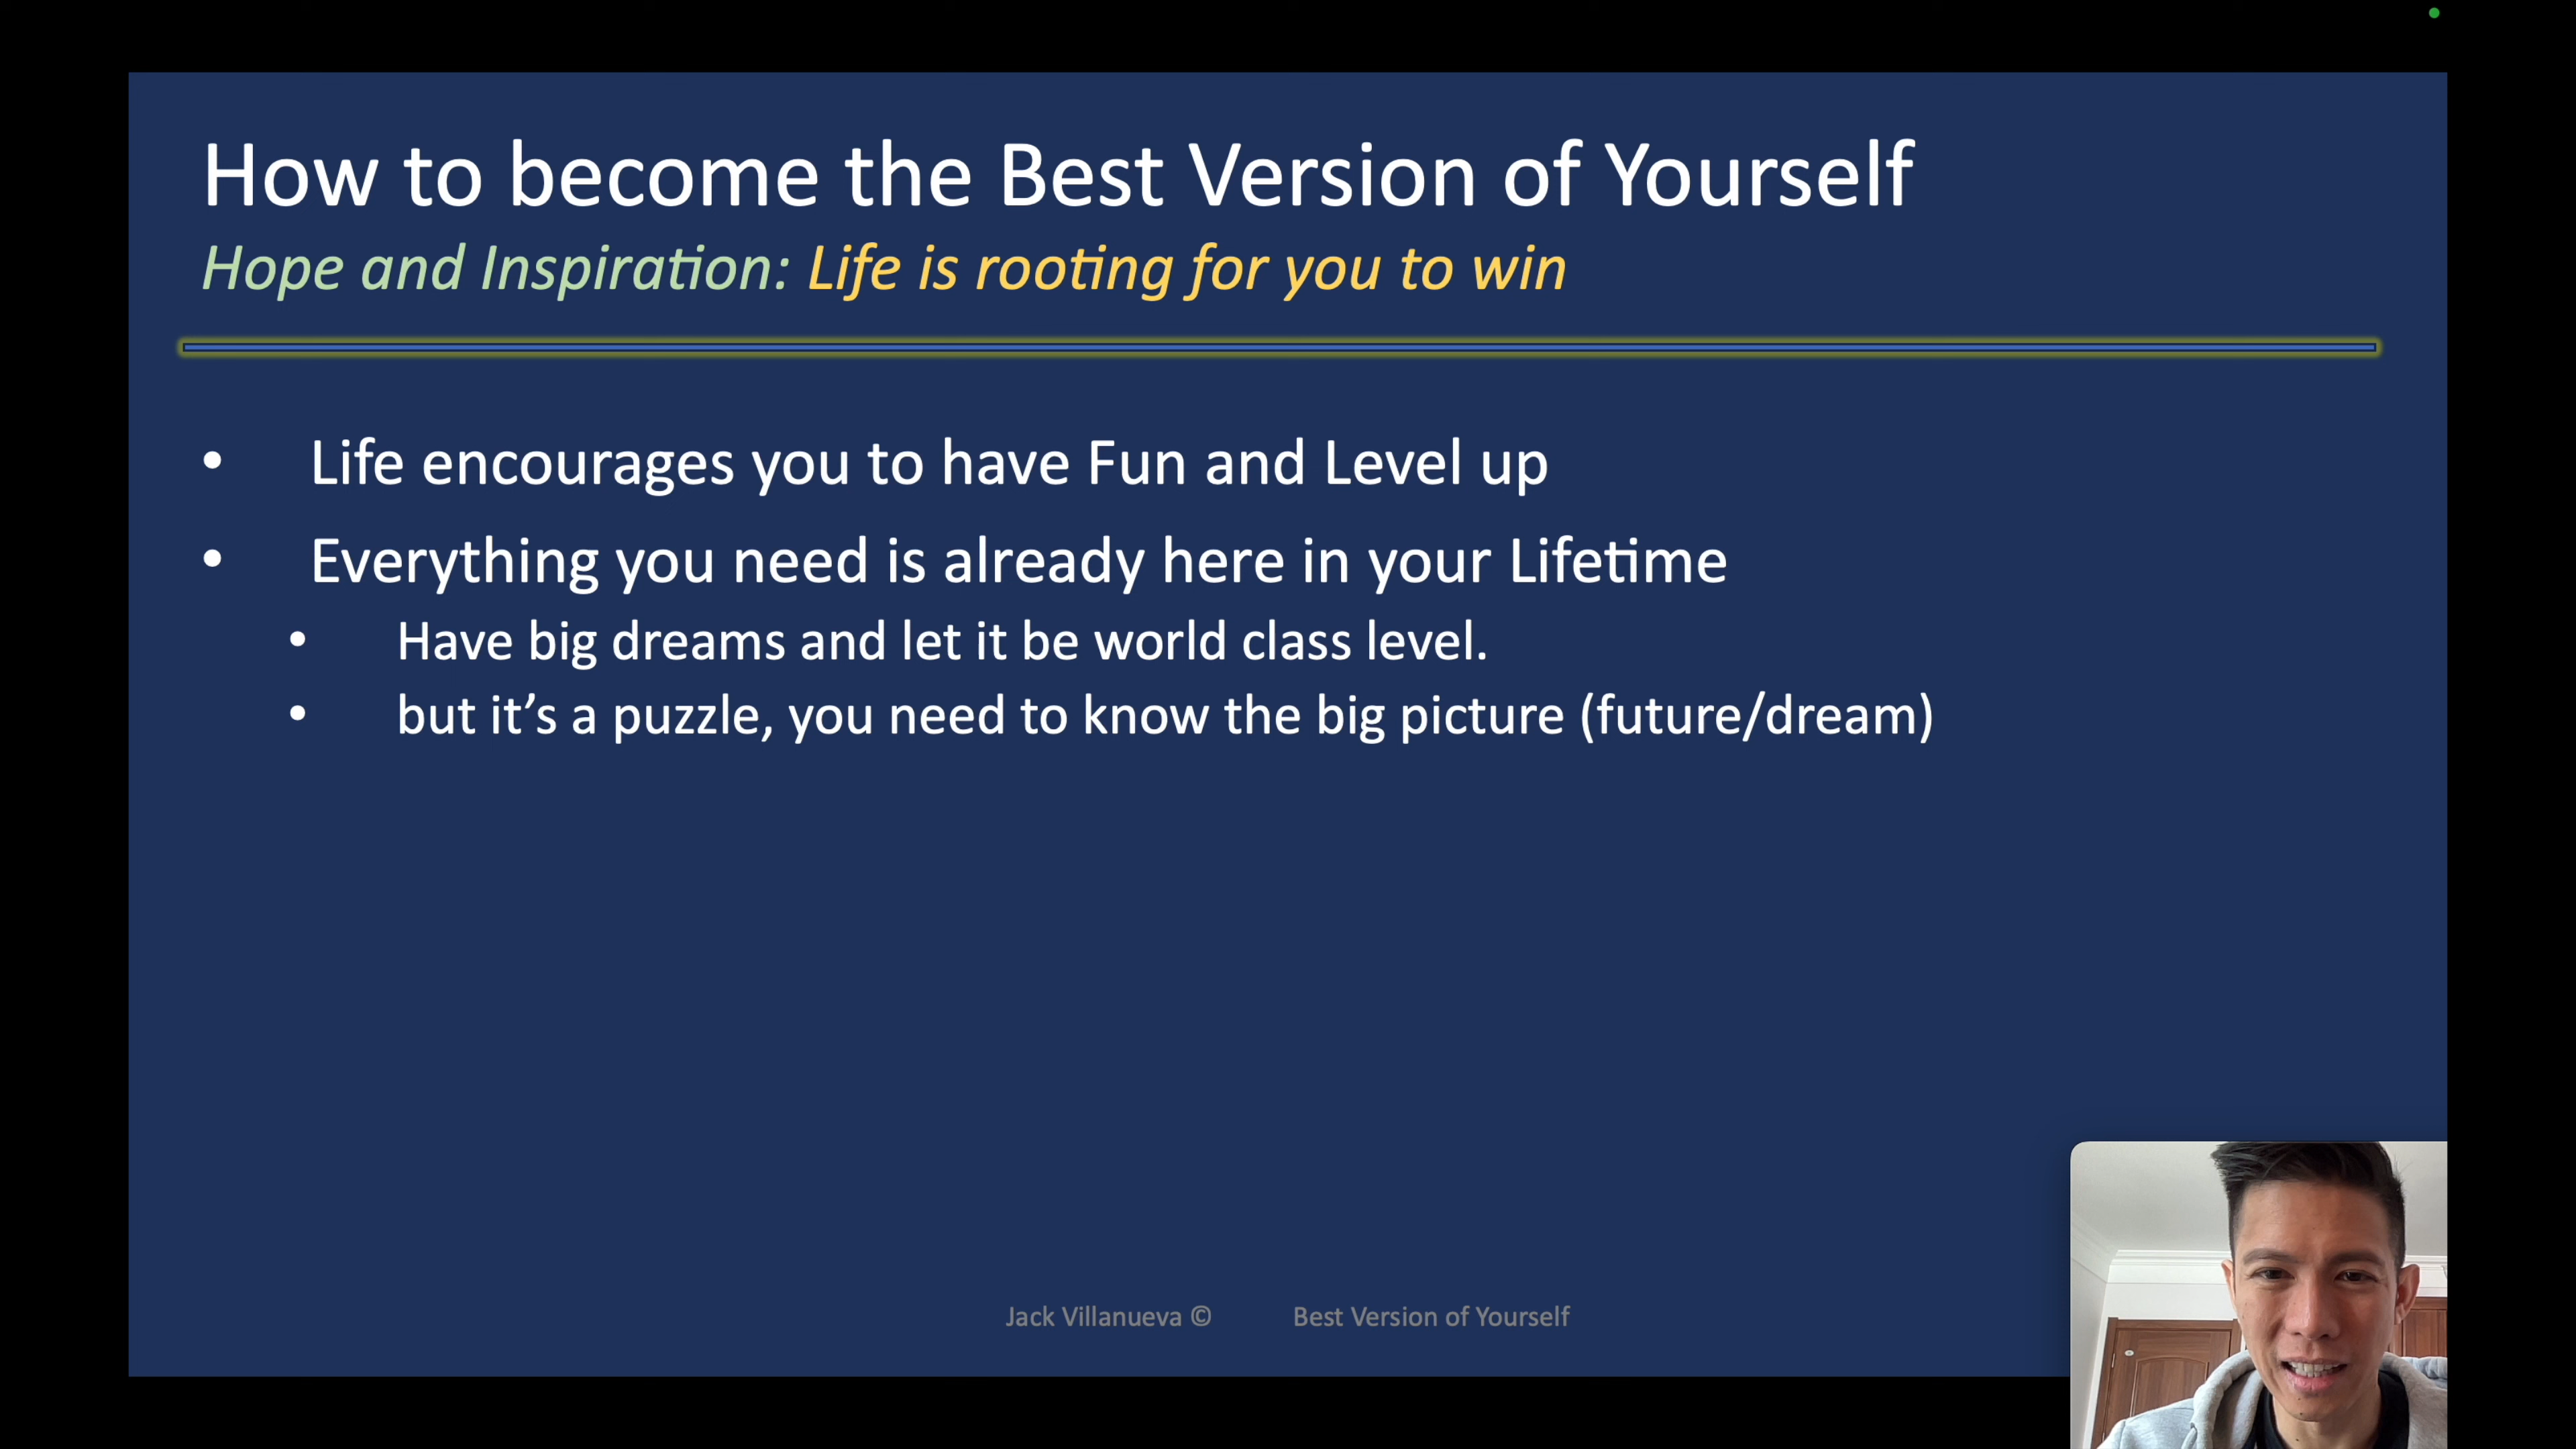 How to become the Best Version of Yourself
Hope and Inspiration: Life is rooting for you to win
• Life encourages you to have Fun and Level up
• Everything you need is already here in your Lifetime
• Have big dreams and let it be world class level.
• but it’s a puzzle, you need to know the big picture (future/dream)
Jack Villanueva © Best Version of Yourself